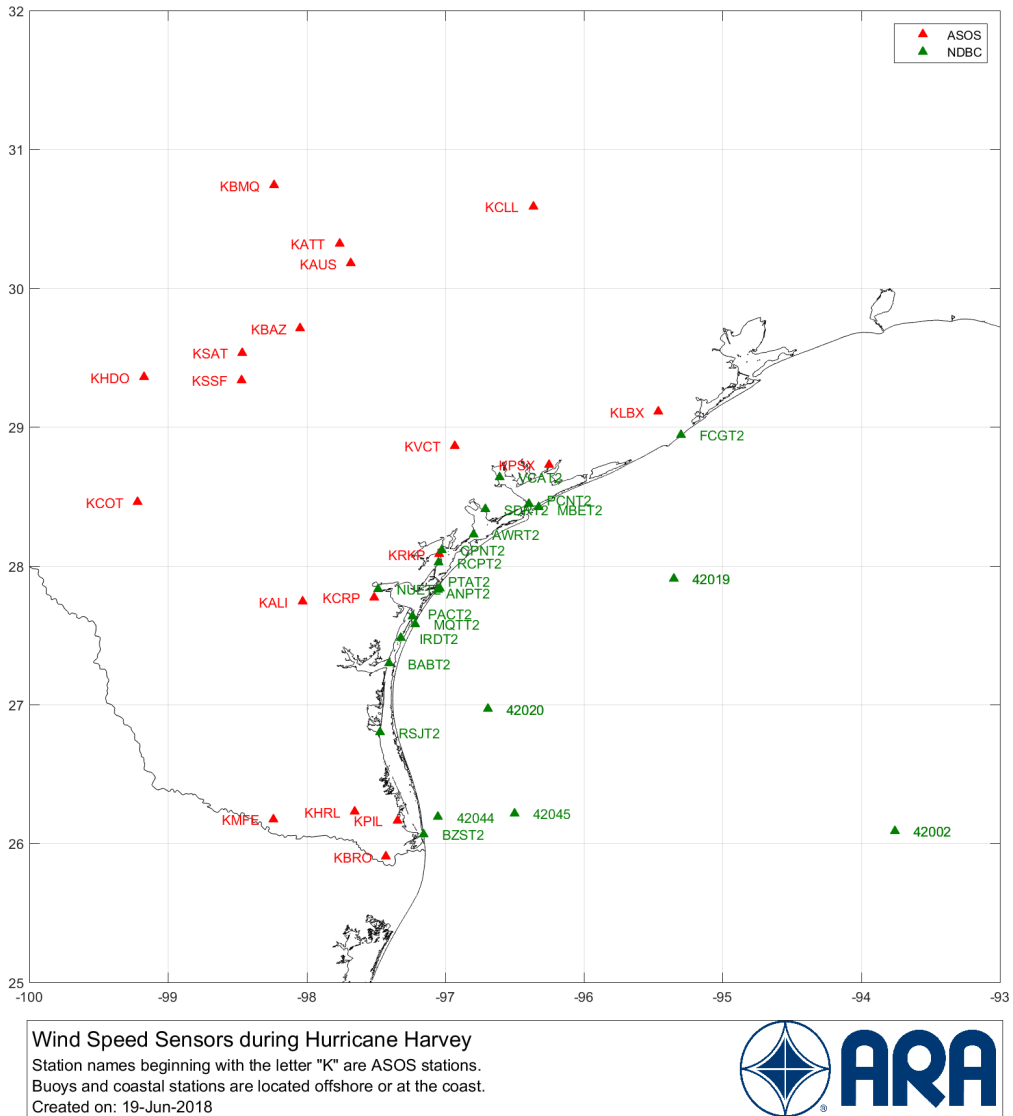 32
ASOS
NDBC
31
KBMQ
KCLL
KATT
KAUS
30
KBAZ
KSAT
KHDO
KSSF
KLBX
29
FCGT2
KVCT
KPSX
VCAT2
KCOT
PCNT2
SDRT2
MBET2
AWRT2
KRKP
CPNT2
28
RCPT2
42019
PTAT2
NUET2
ANPT2
KALI
KCRP
PACT2
MQTT2
IRDT2
BABT2
27
42020
RSJT2
KHRL
42045
KMFE
KPIL
42044
BZST2
42002
26
KBRO
25
-100
-99
-98
-97
-96
-95
-94
-93
Wind Speed Sensors during Hurricane Harvey
Station names beginning with the letter "K" are ASOS stations.
Buoys and coastal stations are located offshore or at the coast.
Created on: 19-Jun-2018
ARA
®